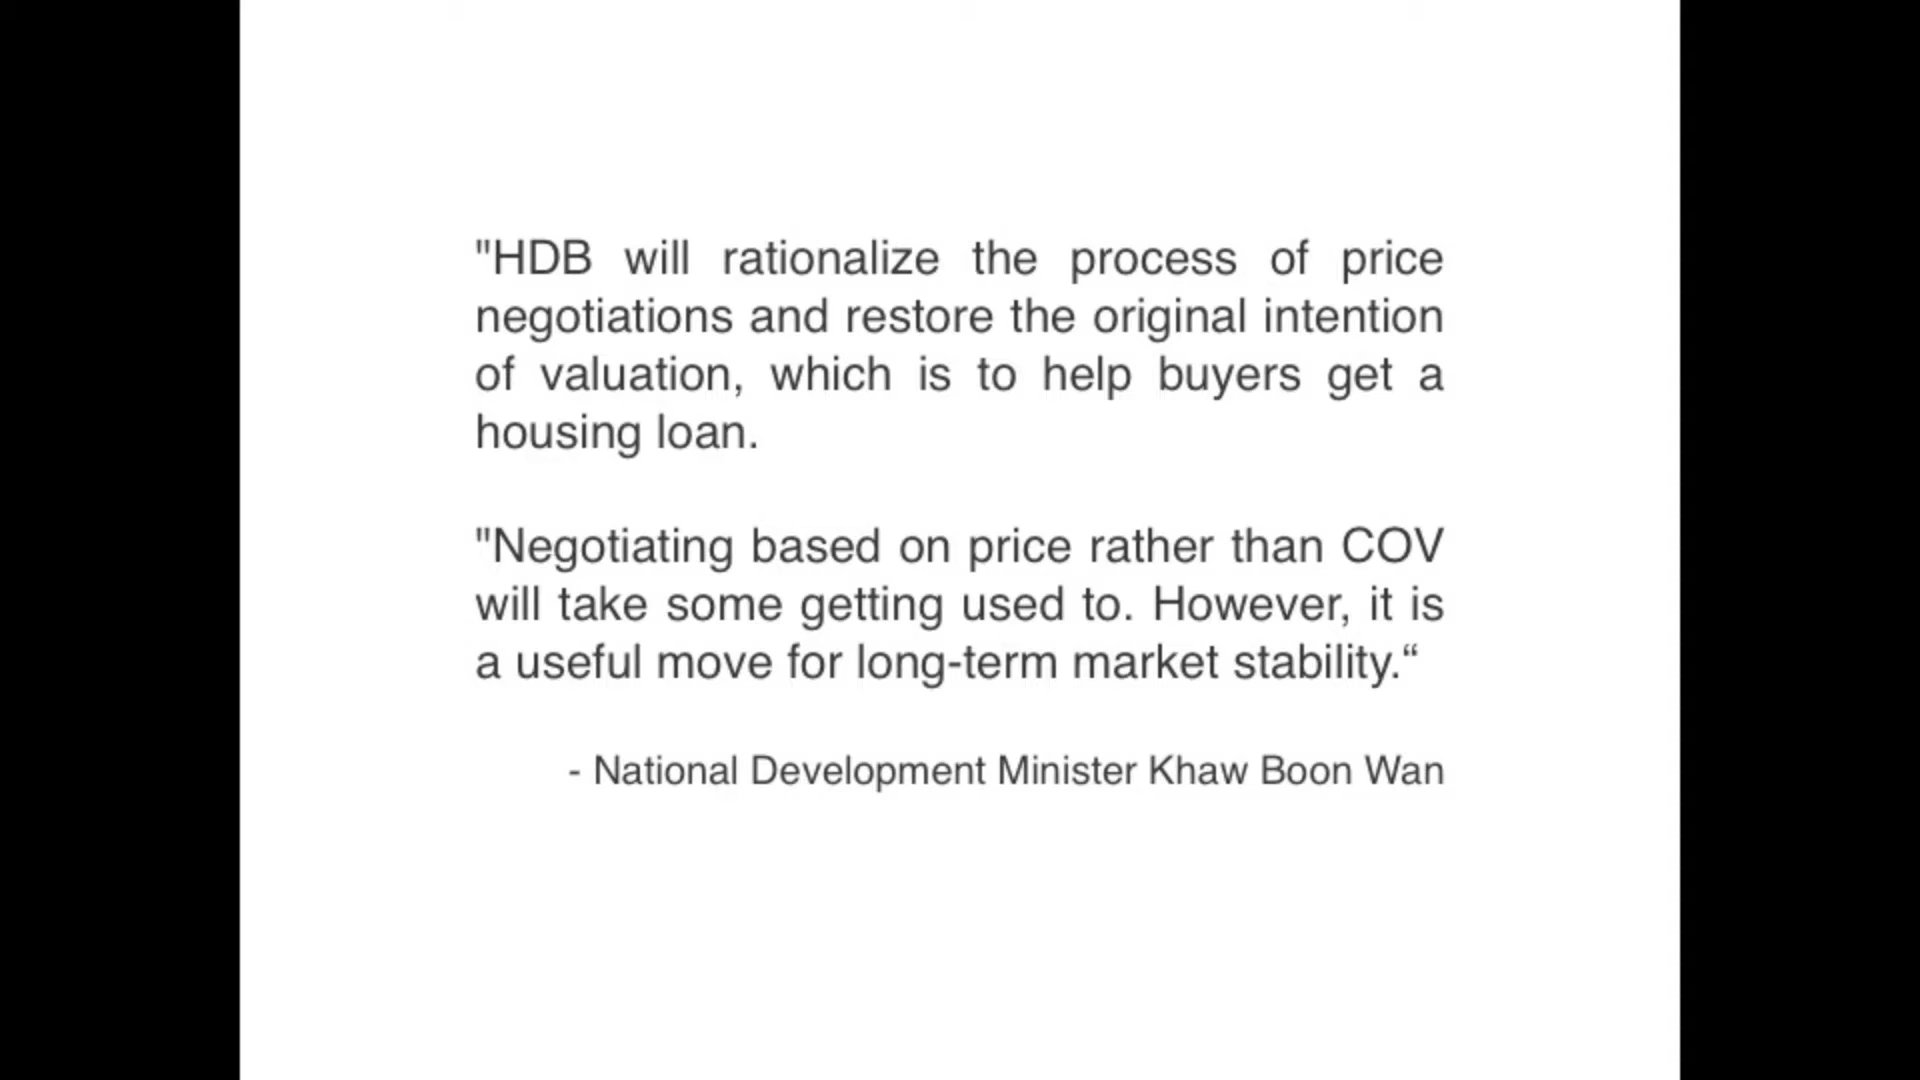 "HDB will rationalize the process of price
negotiations and restore the original intention
of valuation, which is to help buyers get a
housing loan.
"Negotiating based on price rather than COV
will take some getting used to. However, it is
a useful move for long-term market stability.“
- National Development Minister Khaw Boon Wan